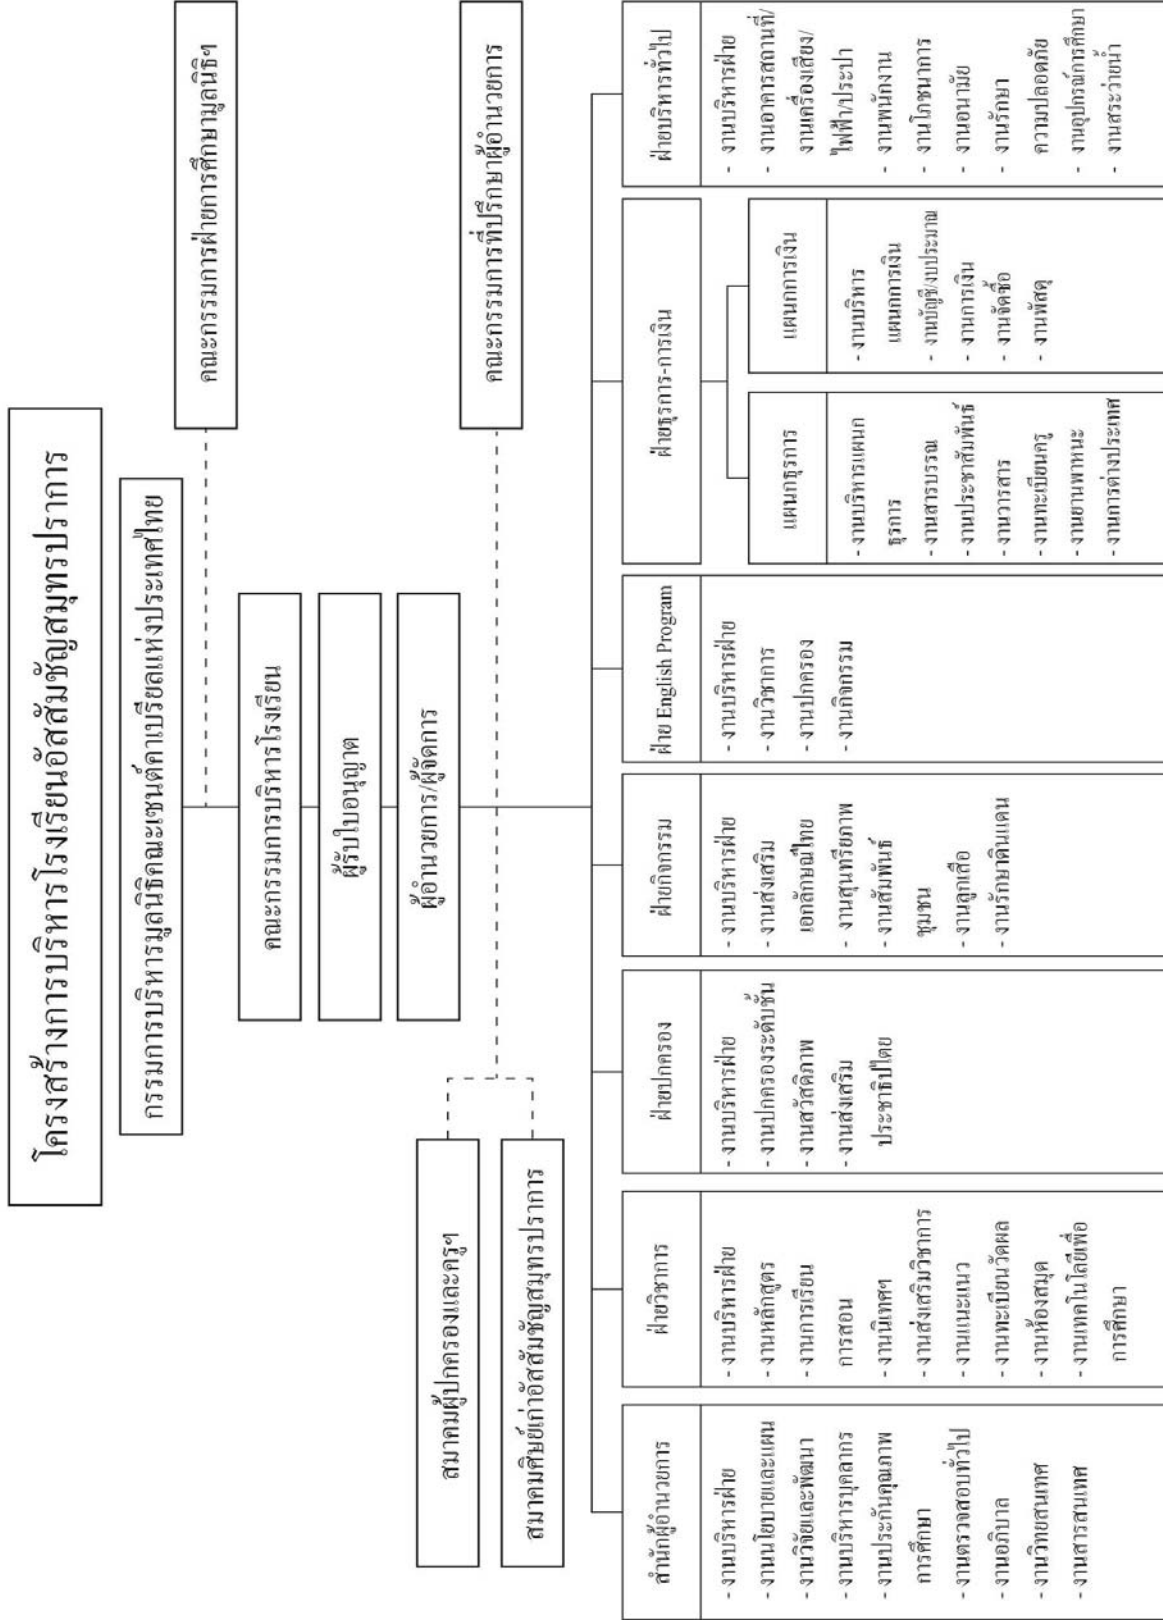 โครงสร้างการบริหารโรงเรียนอัสสัมชัญสมุทรปราการ
กรรมการบริหารมูลนิธิคณะเซนต์คาเบรียลแห่งประเทศไทย
คณะกรรมการฝ่ายการศึกษามูลนิธิฯ
คณะกรรมการบริหารโรงเรียน
ผู้รับใบอนุญาต
ผู้อำนวยการ/ผู้จัดการ
คณะกรรมการที่ปรึกษาผู้อำนวยการ
สมาคมผู้ปกครองและครูฯ
สมาคมศิษย์เก่าอัสสัมชัญสมุทรปราการ
สำนักผู้อำนวยการ
- งานบริหารฝ่าย
- งานนโยบายและแผน
- งานวิจัยและพัฒนา
- งานบริหารบุคลากร
- งานประกันคุณภาพ
การศึกษา
- งานตรวจสอบทั่วไป
- งานอภิบาล
- งานวิทยสนเทศ
- งานสารสนเทศ
ฝ่ายวิชาการ
- งานบริหารฝ่าย
- งานหลักสูตร
- งานการเรียน
การสอน
- งานนิเทศฯ
- งานส่งเสริมวิชาการ
- งานแนะแนว
- งานทะเบียนวัดผล
- งานห้องสมุด
- งานเทคโนโลยีเพื่อ
การศึกษา
ฝ่ายปกครอง
- งานบริหารฝ่าย
- งานปกครองระดับชั้น
- งานสวัสดิภาพ
- งานส่งเสริม
ประชาธิปไตย
ฝ่ายกิจกรรม
- งานบริหารฝ่าย
- งานส่งเสริม
เอกลักษณ์ไทย
- งานสุนทรียภาพ
- งานสัมพันธ์
ชุมชน
- งานลูกเสือ
- งานรักษาดินแดน
ฝ่าย English Program
- งานบริหารฝ่าย
- งานวิชาการ
- งานปกครอง
- งานกิจกรรม
ฝ่ายธุรการ-การเงิน
แผนกธุรการ
- งานบริหารแผนก
ธุรการ
- งานสารบรรณ
- งานประชาสัมพันธ์
- งานวารสาร
- งานทะเบียนครู
- งานยานพาหนะ
- งานการต่างประเทศ
แผนกการเงิน
- งานบริหาร
แผนกการเงิน
- งานบัญชี/งบประมาณ
- งานการเงิน
- งานจัดซื้อ
- งานพัสดุ
ฝ่ายบริหารทั่วไป
- งานบริหารฝ่าย
- งานอาคารสถานที่/
งานเครื่องเสียง/
ไฟฟ้า/ประปา
- งานพนักงาน
- งานโภชนาการ
- งานอนามัย
- งานรักษา
ความปลอดภัย
- งานอุปกรณ์การศึกษา
- งานสระว่ายน้ำ